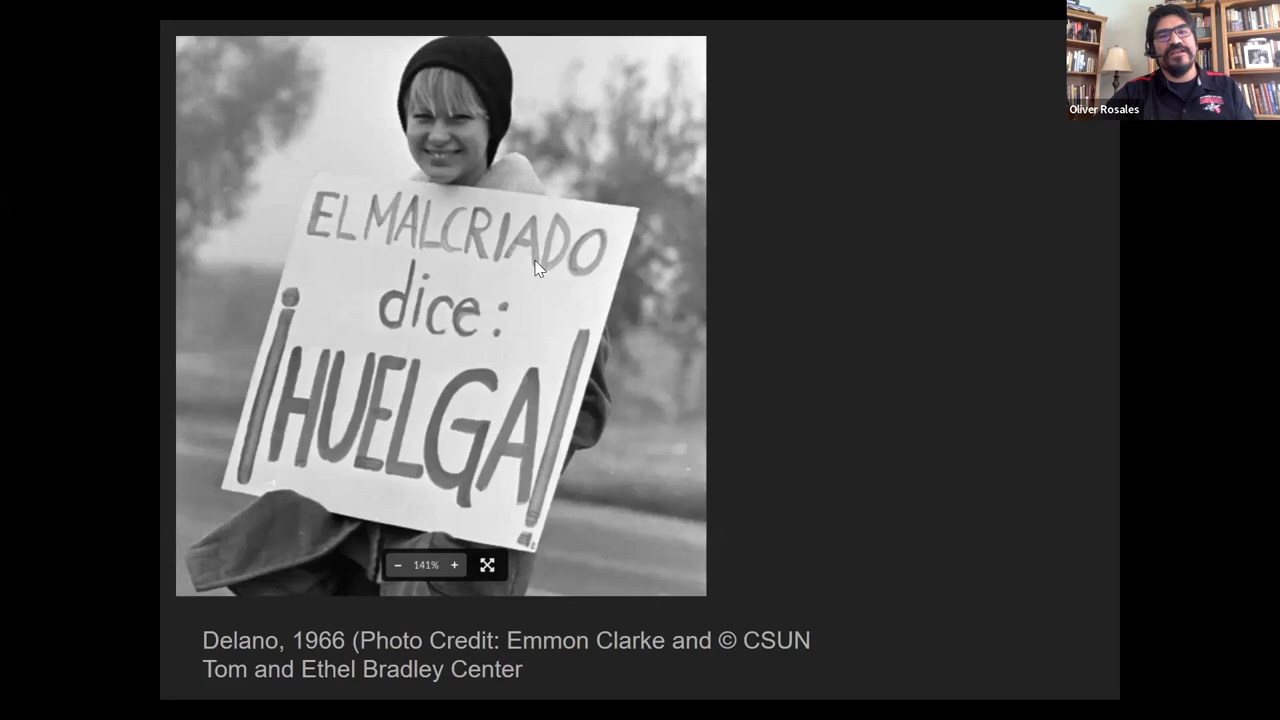 EL MALCRIADO
dice:
¡HUELGA!
− 141% +
Delano, 1966 (Photo Credit: Emmon Clarke and © CSUN
Tom and Ethel Bradley Center
Oliver Rosales